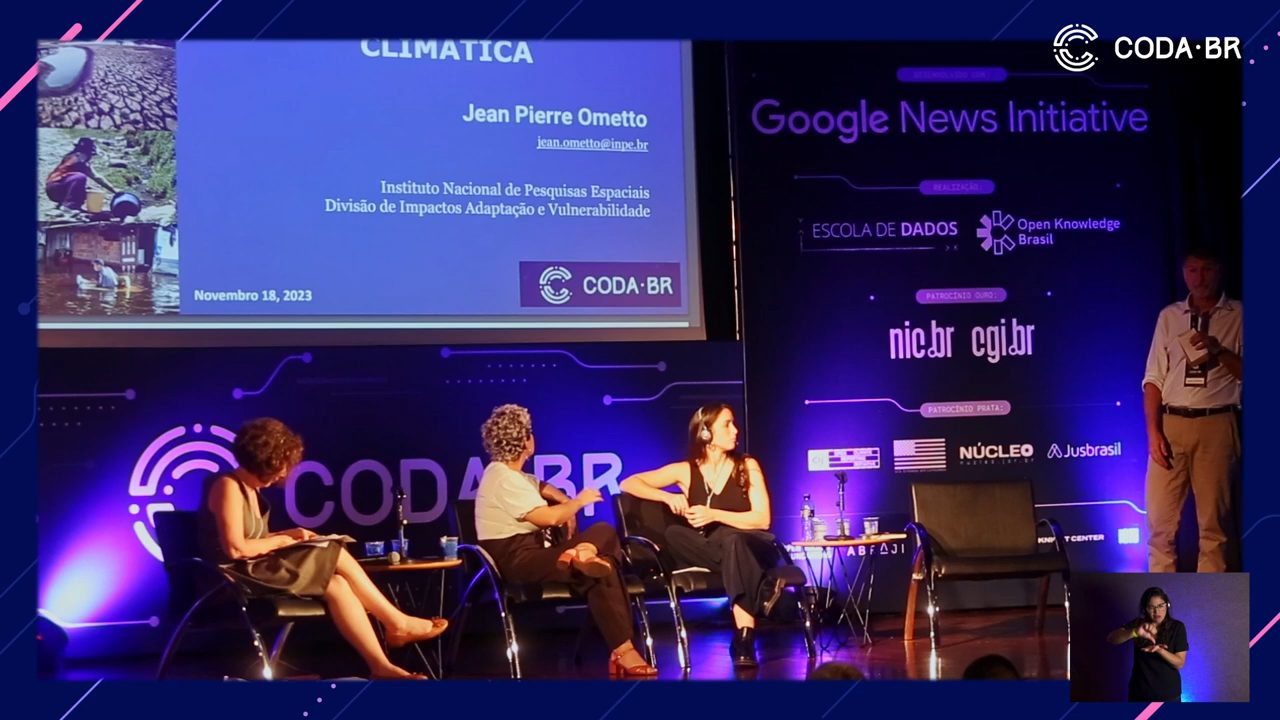 CLIMÁTICA
Jean Pierre Ometto
jean.ometto@inpe.br
Instituto Nacional de Pesquisas Espaciais
Divisão de Impactos Adaptação e Vulnerabilidade
Novembro 18, 2023
CODA·BR
CODA·BR
CODA·BR
Google News Initiative
REALIZAÇÃO:
ESCOLA DE DADOS
Open Knowledge
Brasil
PATROCÍNIO OURO:
nic.br cgi.br
PATROCÍNIO PRATA:
NÚCLEO
Jusbrasil